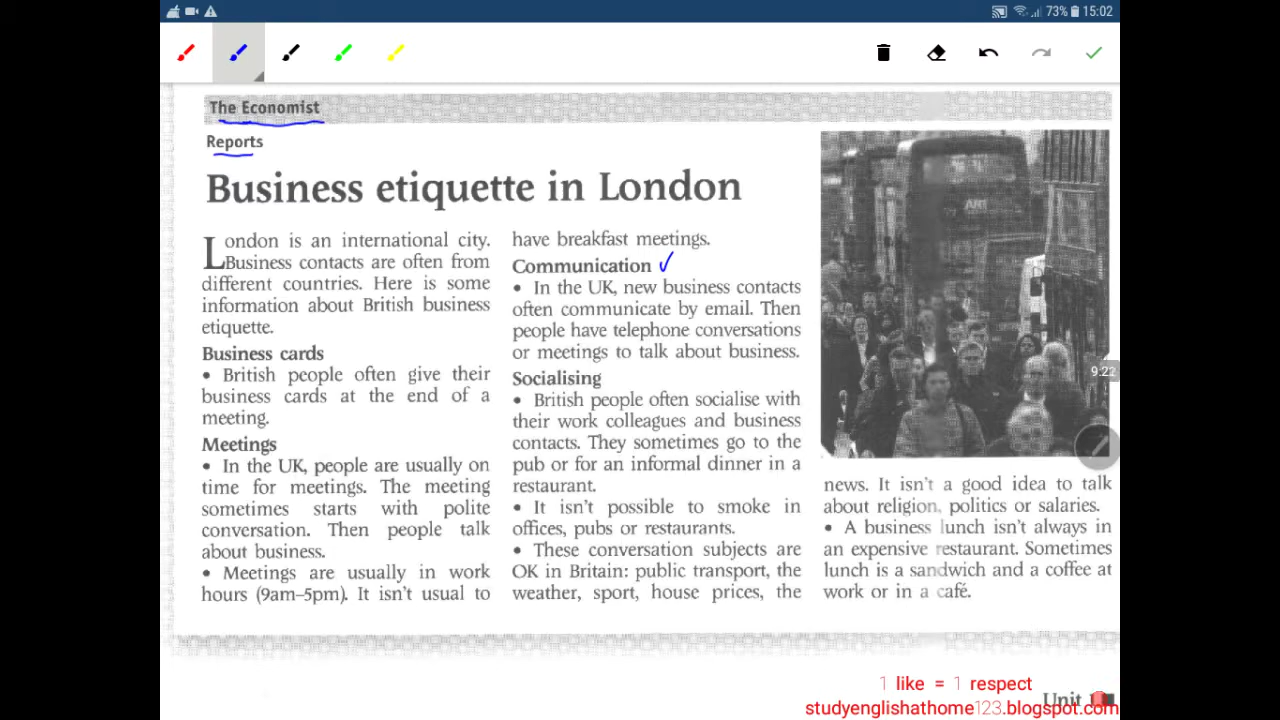 73% 15:02
The Economist
Reports
Business etiquette in London
London is an international city.
Business contacts are often from
different countries. Here is some
information about British business
etiquette.
Business cards
• British people often give their
business cards at the end of a
meeting.
Meetings
• In the UK, people are usually on
time for meetings. The meeting
sometimes starts with polite
conversation. Then people talk
about business.
• Meetings are usually in work
hours (9am–5pm). It isn't usual to
have breakfast meetings.
Communication
• In the UK, new business contacts
often communicate by email. Then
people have telephone conversations
or meetings to talk about business.
Socialising
• British people often socialise with
their work colleagues and business
contacts. They sometimes go to the
pub or for an informal dinner in a
restaurant.
• It isn't possible to smoke in
offices, pubs or restaurants.
• These conversation subjects are
OK in Britain: public transport, the
weather, sport, house prices, the
news. It isn't a good idea to talk
about religion, politics or salaries.
• A business lunch isn't always in
an expensive restaurant. Sometimes
lunch is a sandwich and a coffee at
work or in a café.
1 like = 1 respect
Unit
studyenglishathome123.blogspot.com